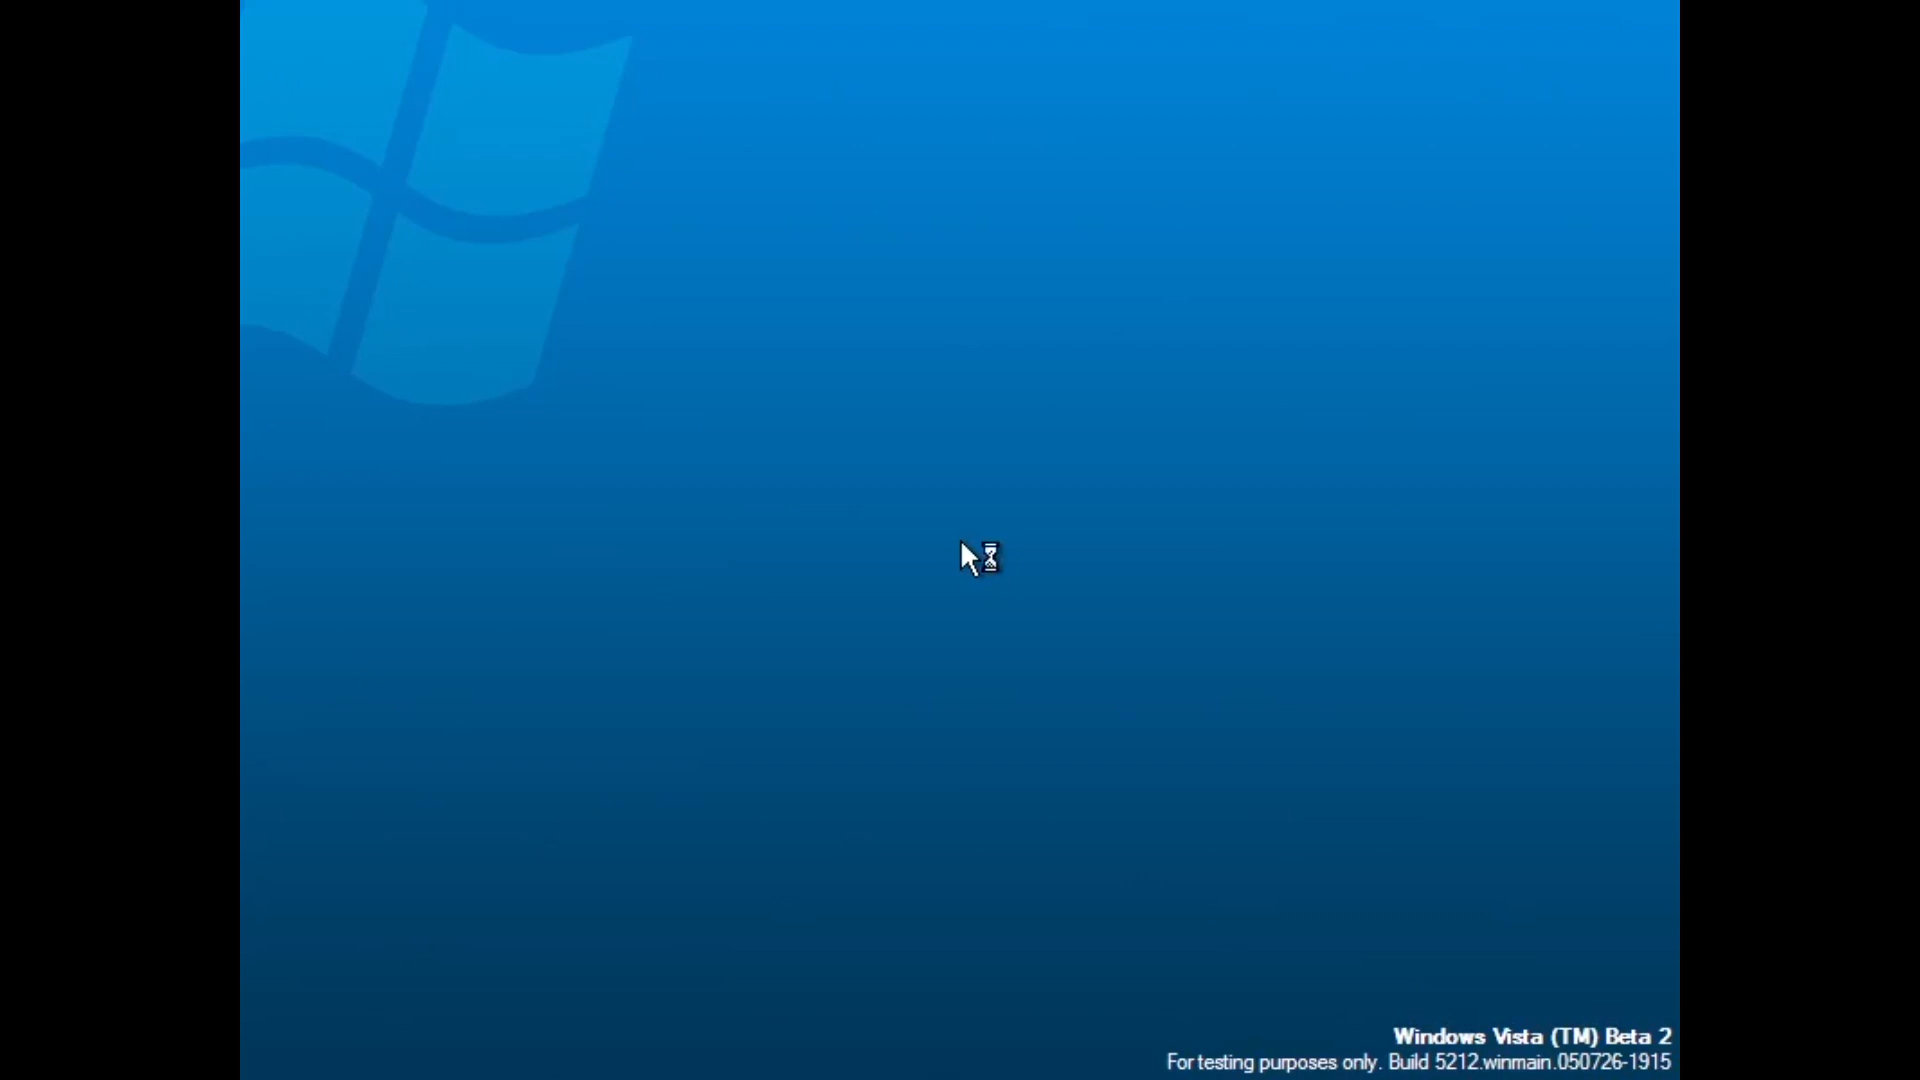 Windows Vista (TM) Beta 2
For testing purposes only. Build 5212.winmain.050726-1915